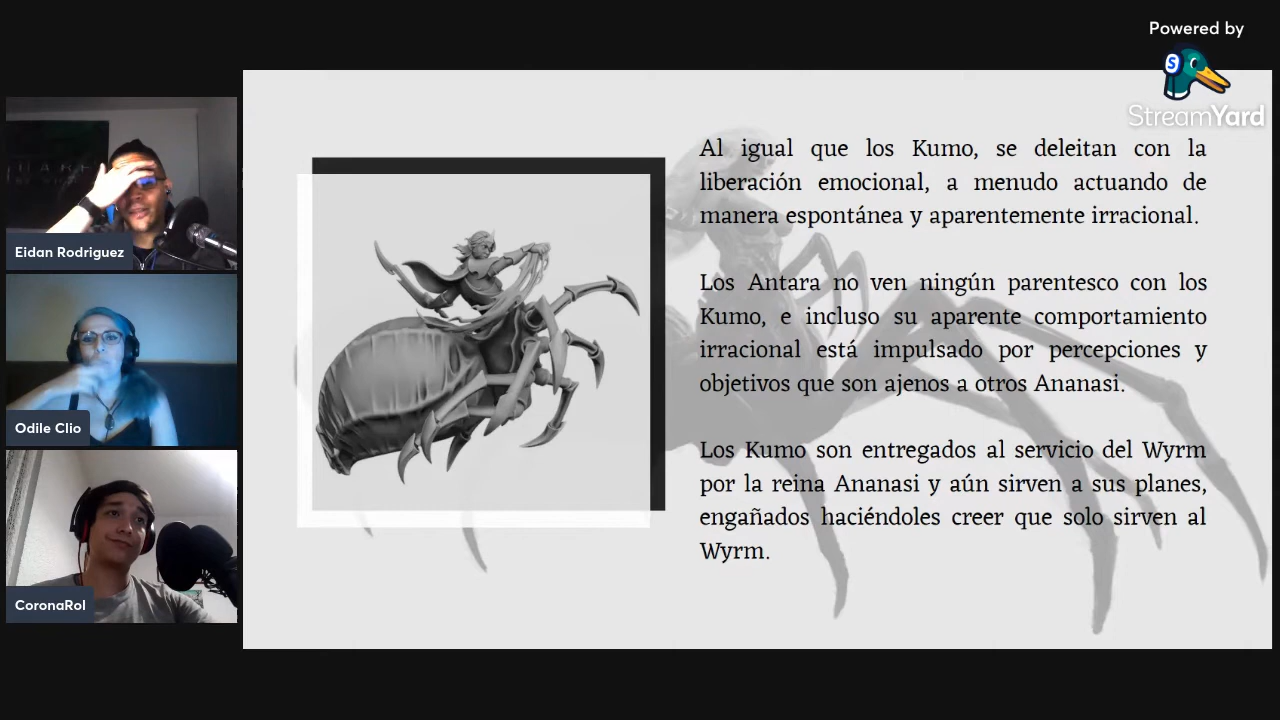 Powered by
StreamYard
Eidan Rodriguez
Odile Clio
CoronaRol
Al igual que los Kumo, se deleitan con la
liberación emocional, a menudo actuando de
manera espontánea y aparentemente irracional.
Los Antara no ven ningún parentesco con los
Kumo, e incluso su aparente comportamiento
irracional está impulsado por percepciones y
objetivos que son ajenos a otros Ananasi.
Los Kumo son entregados al servicio del Wyrm
por la reina Ananasi y aún sirven a sus planes,
engañados haciéndoles creer que solo sirven al
Wyrm.